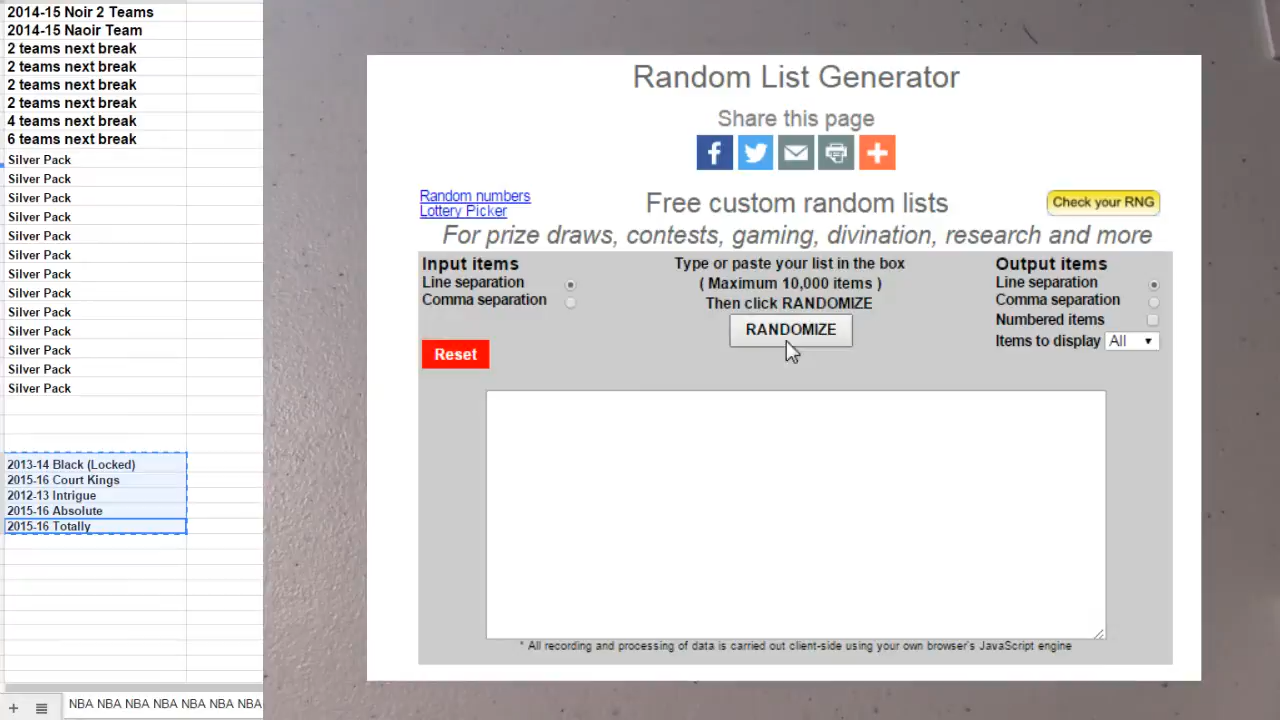 2014-15 Noir 2 Teams
2014-15 Naoir Team
2 teams next break
2 teams next break
2 teams next break
2 teams next break
4 teams next break
6 teams next break
Silver Pack
Silver Pack
Silver Pack
Silver Pack
Silver Pack
Silver Pack
Silver Pack
Silver Pack
Silver Pack
Silver Pack
Silver Pack
Silver Pack
Silver Pack
2013-14 Black (Locked)
2015-16 Court Kings
2012-13 Intrigue
2015-16 Absolute
2015-16 Totally
NBA NBA NBA NBA NBA NBA NBA
Random List Generator
Share this page
Random numbers
Lottery Picker
Free custom random lists
Check your RNG
For prize draws, contests, gaming, divination, research and more
Input items
Line separation
Comma separation
Reset
Type or paste your list in the box
( Maximum 10,000 items )
Then click RANDOMIZE
RANDOMIZE
Output items
Line separation
Comma separation
Numbered items
Items to display All
* All recording and processing of data is carried out client-side using your own browser's JavaScript engine